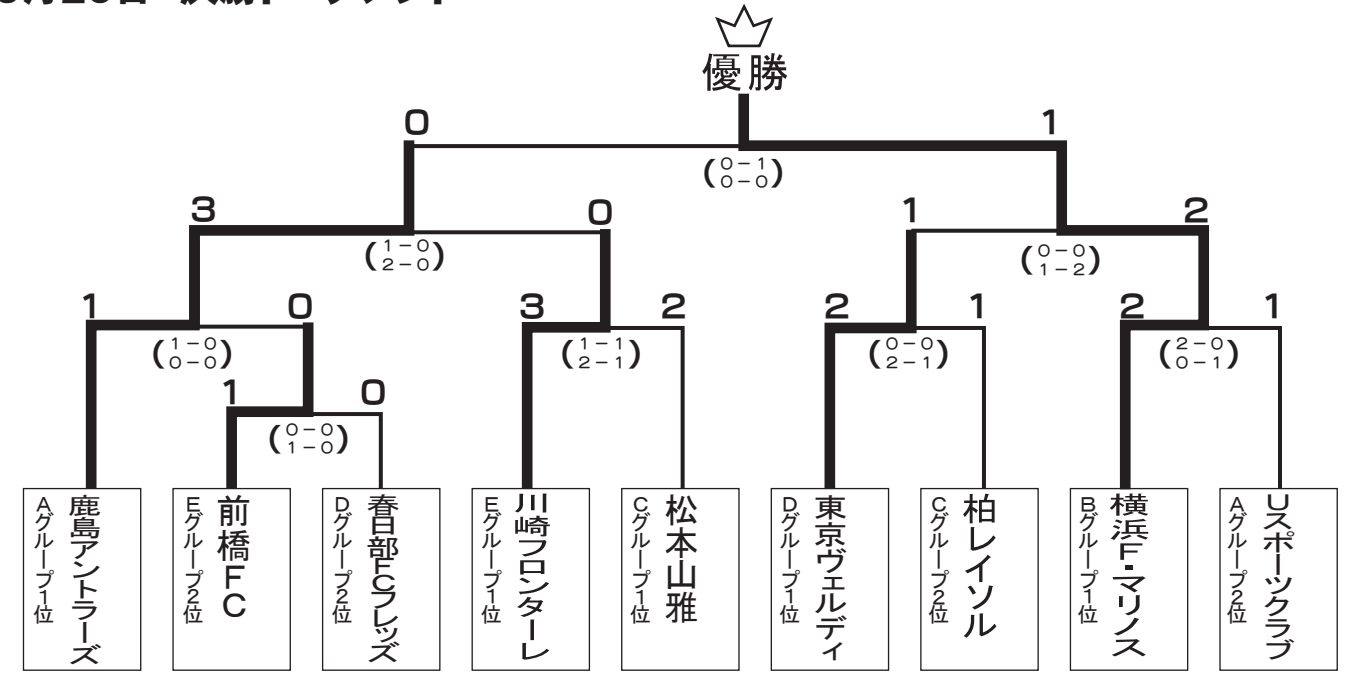 優勝
0
1
(0-1
0-0)
3
0
1
2
(1-0
2-0)
(0-0
1-2)
1
0
3
2
2
1
2
1
(1-0
0-0)
(1-1
2-1)
(0-0
2-1)
(2-0
0-1)
1
0
(0-0
1-0)
鹿島アントラーズ
Aグループ1位
前橋FC
Eグループ2位
春日部FCフレッズ
Dグループ2位
川崎フロンターレ
Eグループ1位
松本山雅
Cグループ1位
東京ヴェルディ
Dグループ1位
柏レイソル
Cグループ2位
横浜F・マリノス
Bグループ1位
Uスポーツクラブ
Aグループ2位